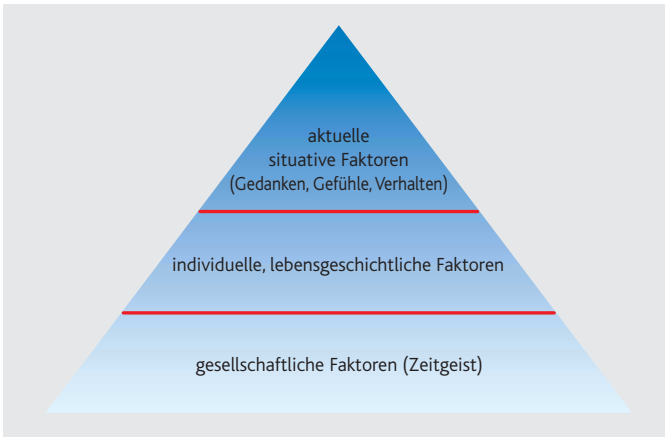 aktuelle
situative Faktoren
(Gedanken, Gefühle, Verhalten)
individuelle, lebensgeschichtliche Faktoren
gesellschaftliche Faktoren (Zeitgeist)